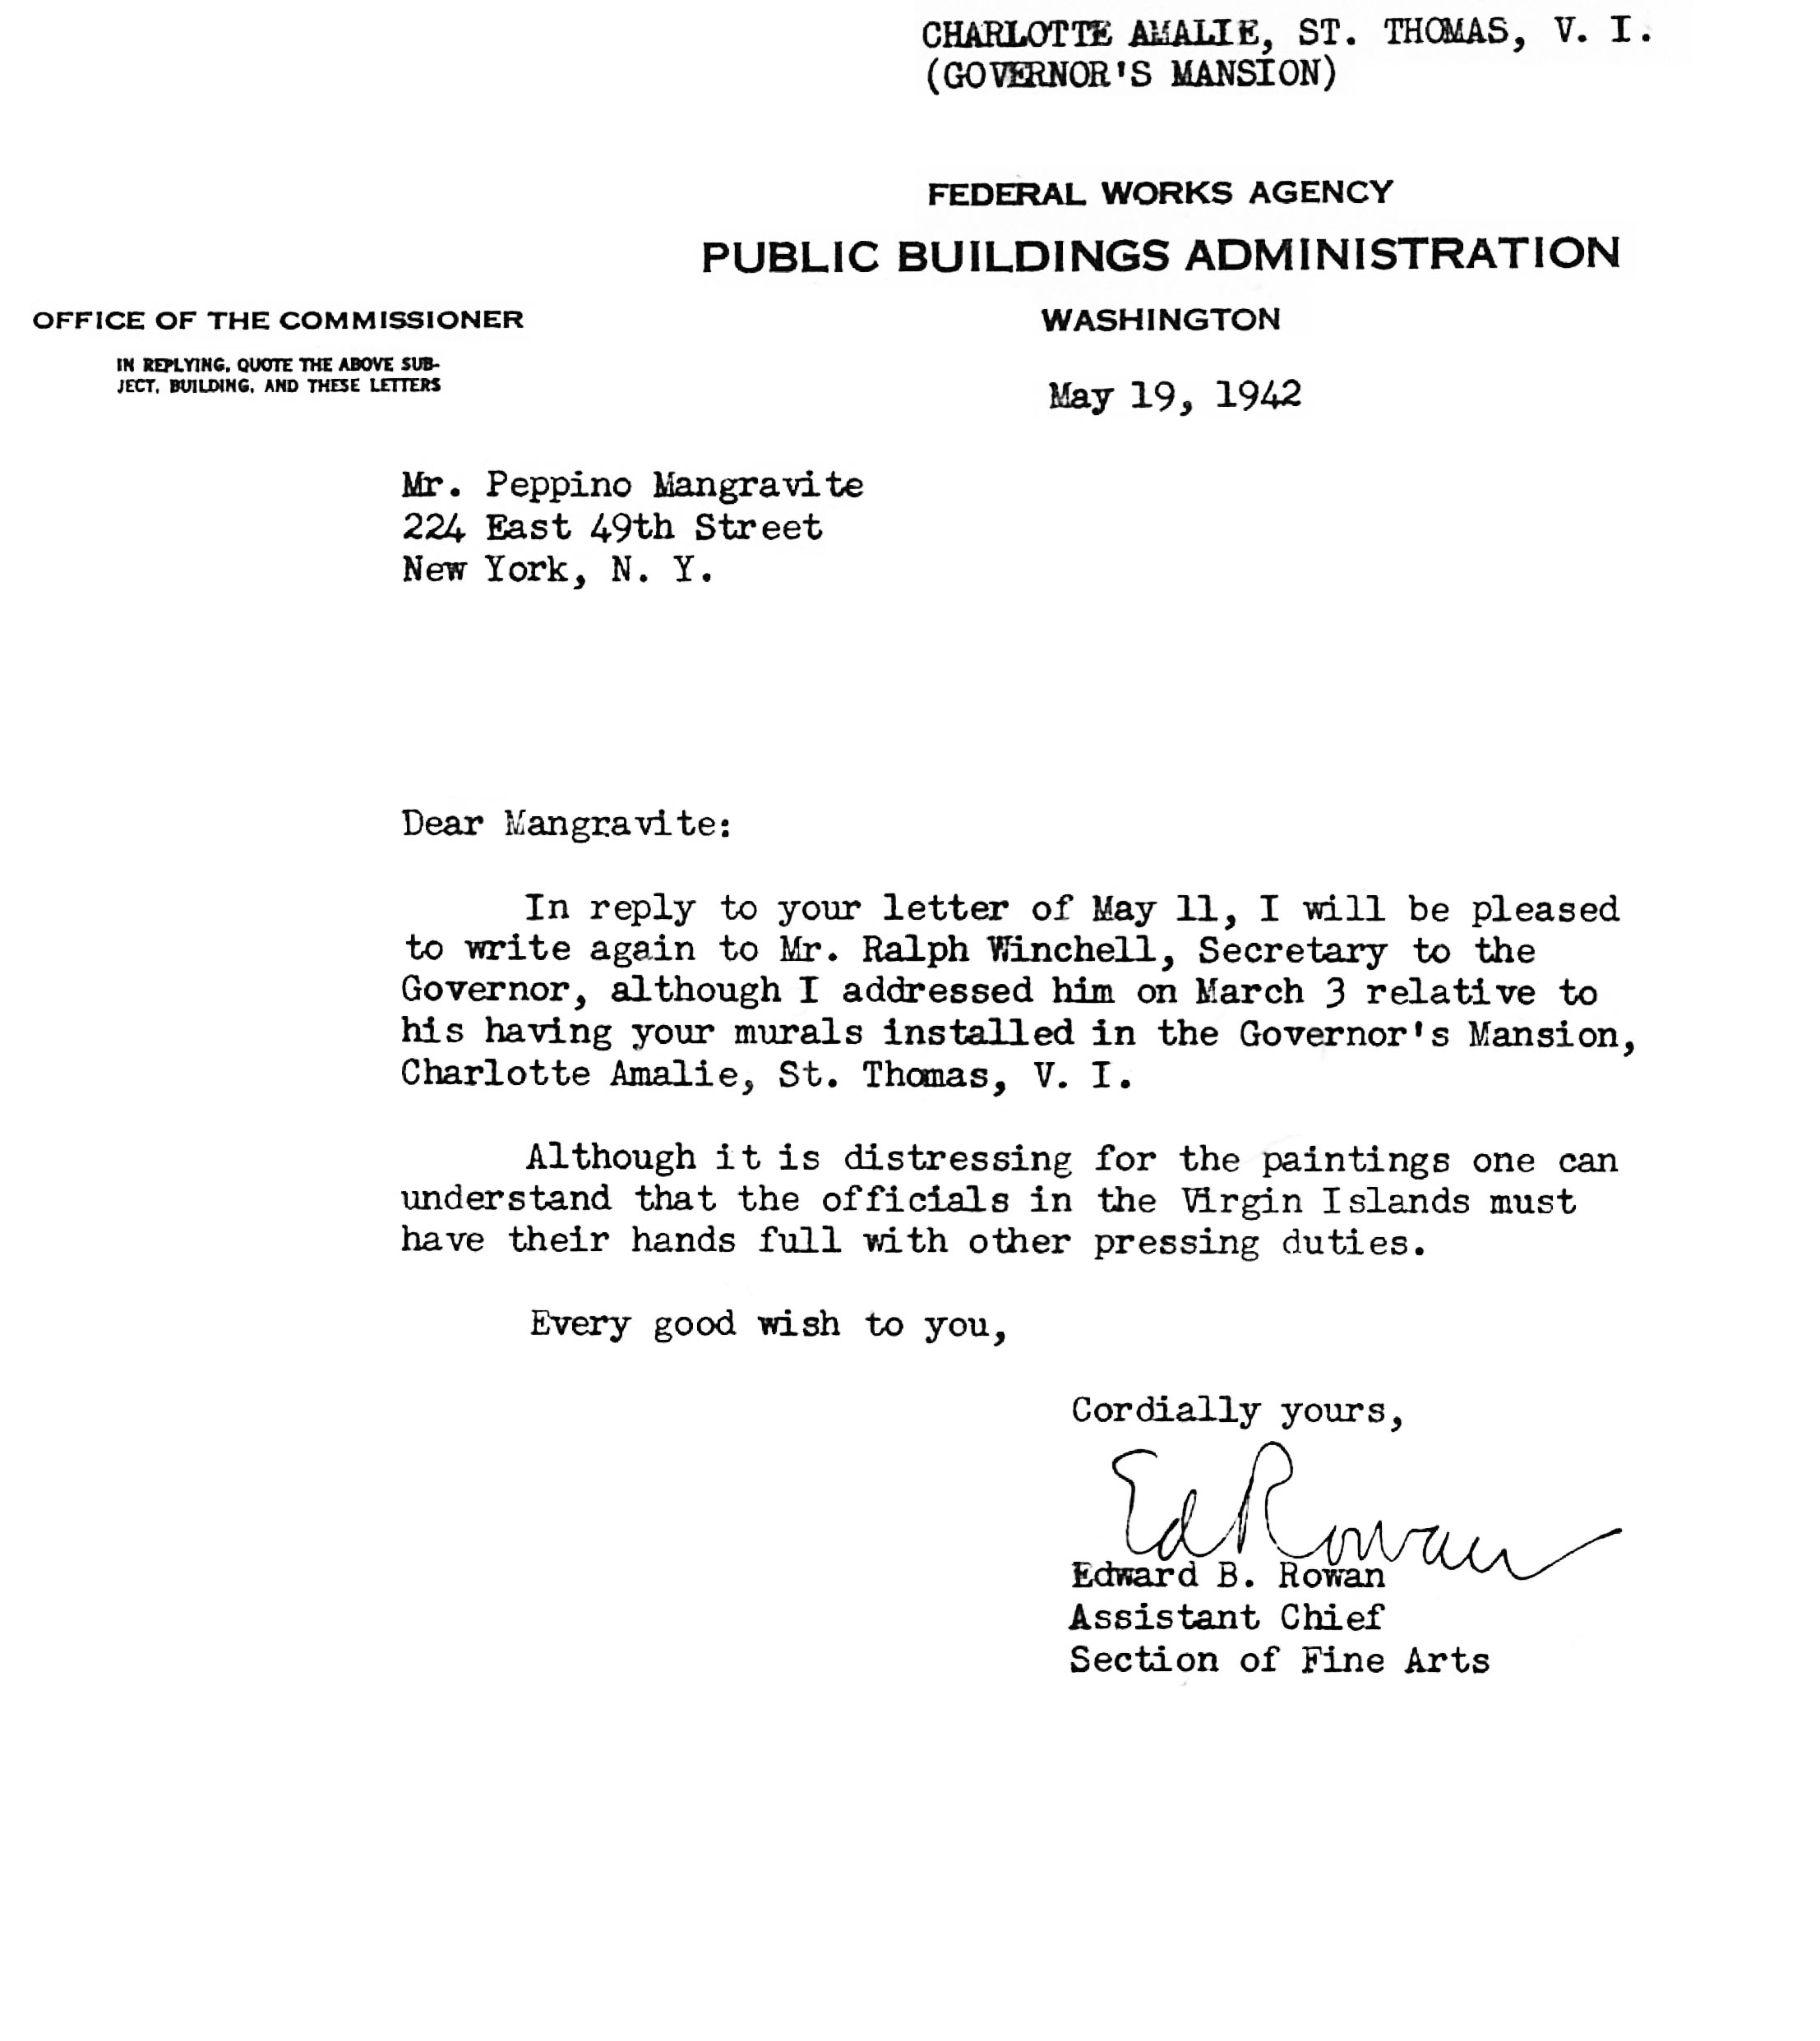 CHARLOTTE AMALIE, ST. THOMAS, V. I.
(GOVERNOR'S MANSION)
FEDERAL WORKS AGENCY
PUBLIC BUILDINGS ADMINISTRATION
WASHINGTON
OFFICE OF THE COMMISSIONER
IN REPLYING, QUOTE THE ABOVE SUB-
JECT, BUILDING, AND THESE LETTERS
May 19, 1942
Mr. Peppino Mangravite
224 East 49th Street
New York, N. Y.
Dear Mangravite:
In reply to your letter of May 11, I will be pleased
to write again to Mr. Ralph Winchell, Secretary to the
Governor, although I addressed him on March 3 relative to
his having your murals installed in the Governor's Mansion,
Charlotte Amalie, St. Thomas, V. I.
Although it is distressing for the paintings one can
understand that the officials in the Virgin Islands must
have their hands full with other pressing duties.
Every good wish to you,
Cordially yours,
Ed Rowan
Edward B. Rowan
Assistant Chief
Section of Fine Arts